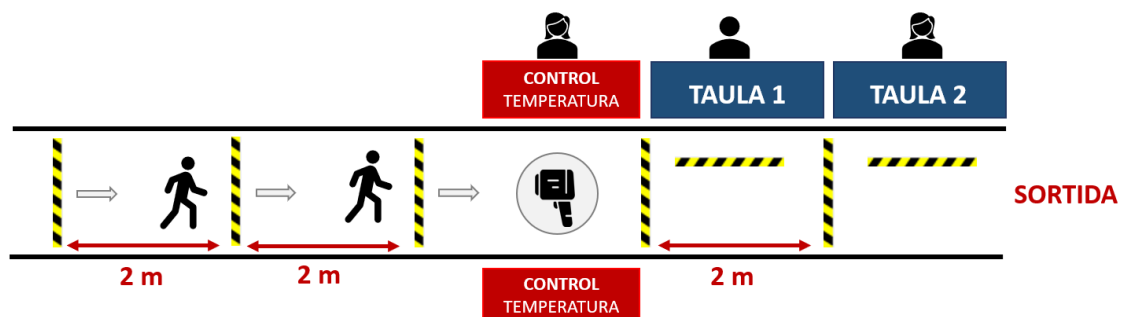 CONTROL
TEMPERATURA
TAULA 1
TAULA 2
SORTIDA
2 m
2 m
2 m
CONTROL
TEMPERATURA